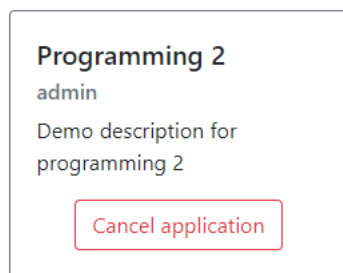 Programming 2
admin
Demo description for
programming 2
Cancel application